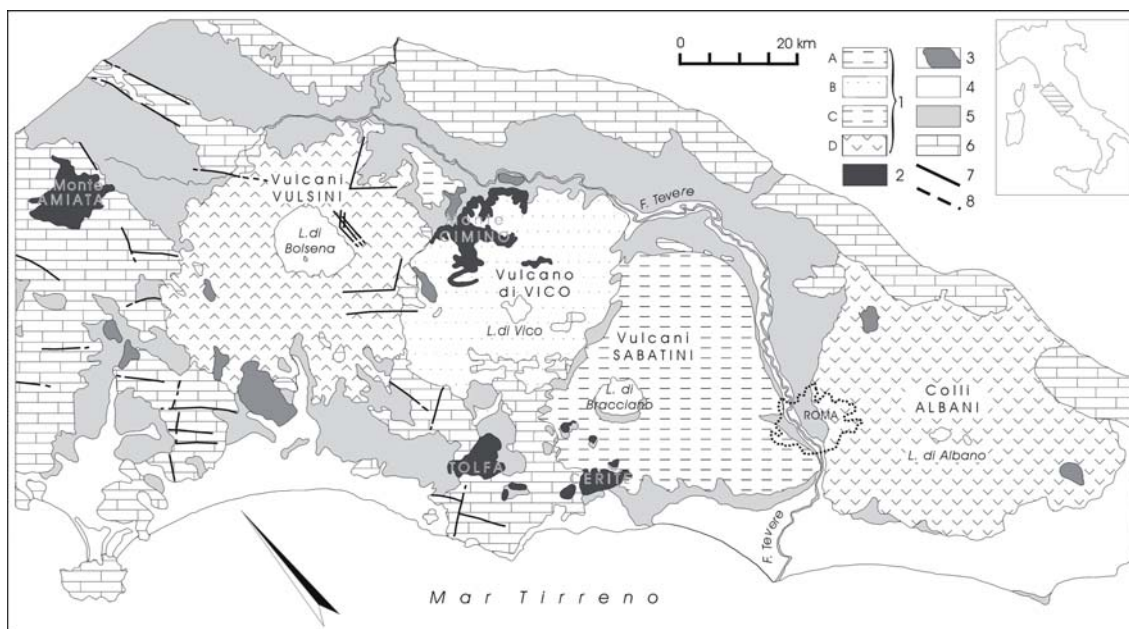 0 20 km
A
B
C
D
1
2
3
4
5
6
7
8
Monte
AMIATA
Vulcani
VULSINI
L. di
Bolsena
Monte
CIMINO
Vulcano
di VICO
L. di Vico
F. Tevere
Vulcani
SABATINI
L. di
Bracciano
ROMA
Colli
ALBANI
L. di Albano
TOLFA
CERITE
F. Tevere
Mar Tirreno